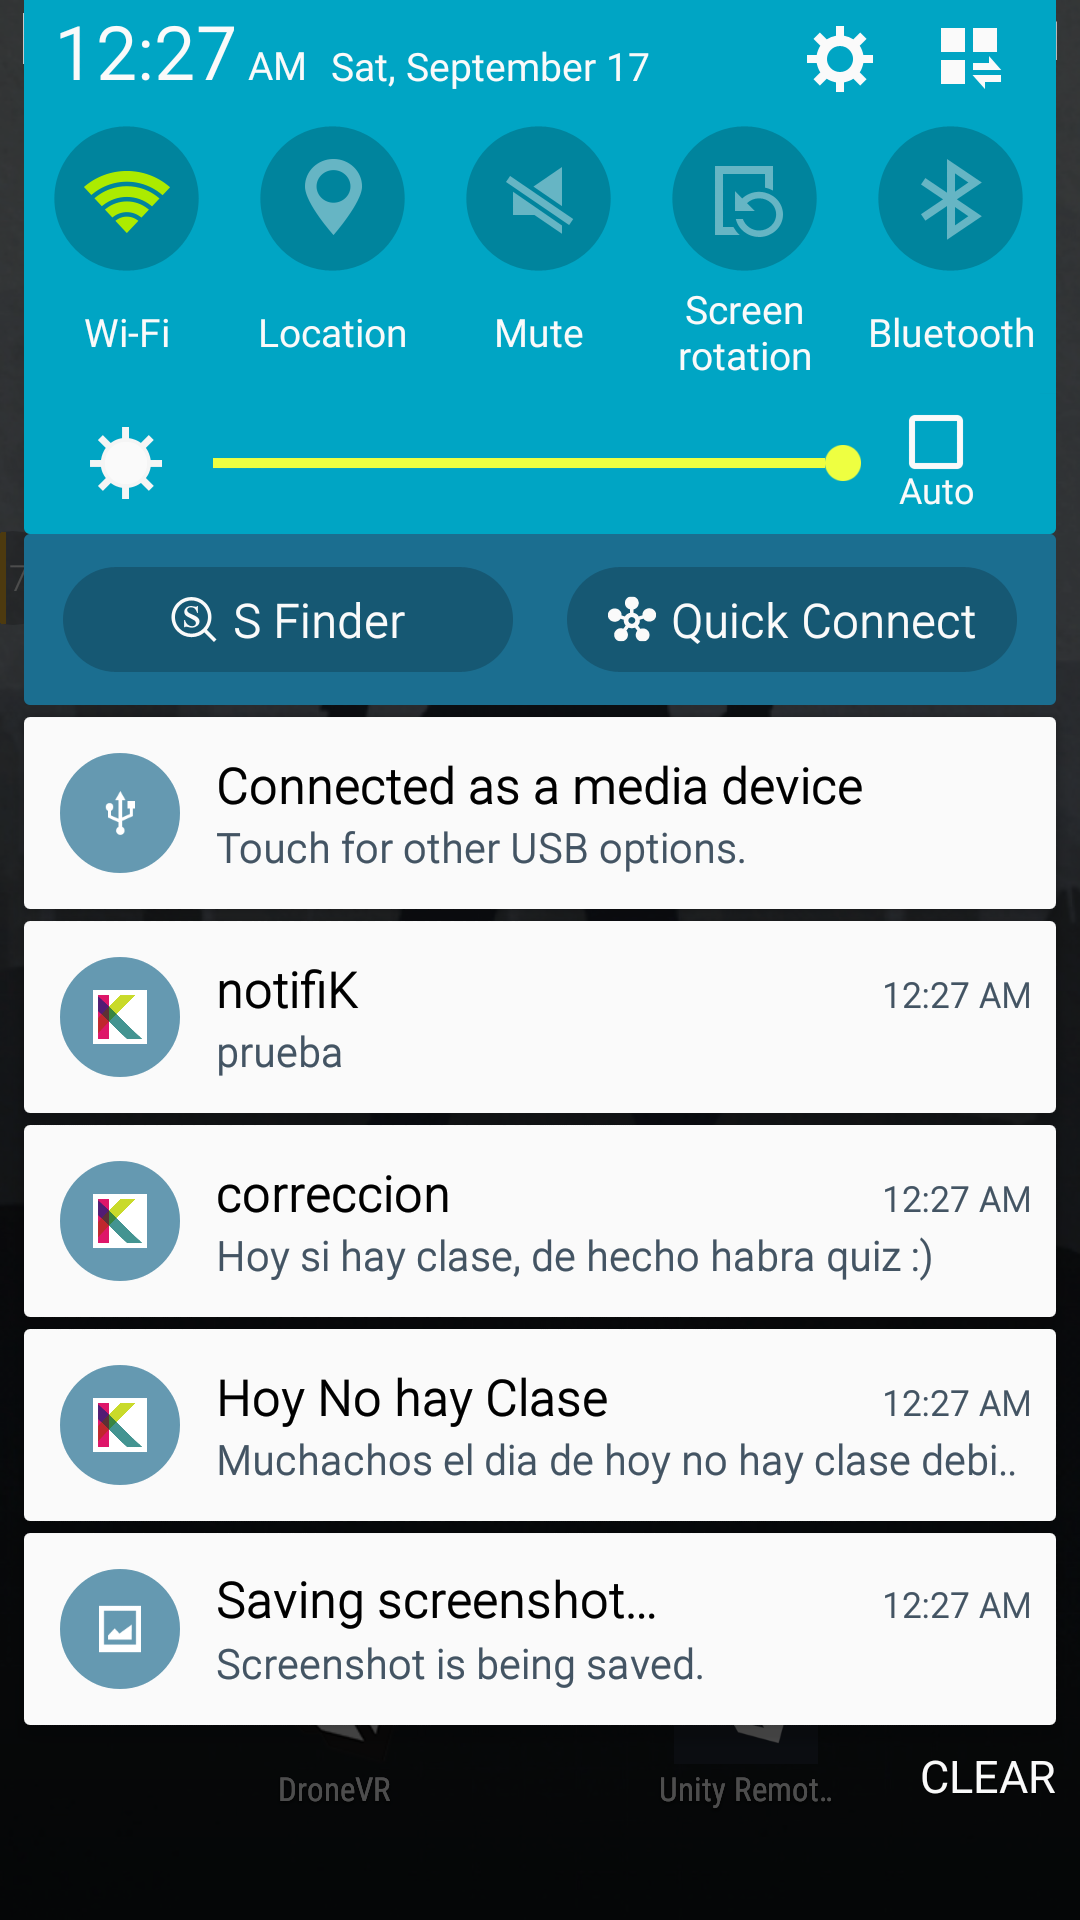 12:27 AM Sat, September 17
Wi-Fi
Location
Mute
Screen
rotation
Bluetooth
Auto
7
S Finder
Quick Connect
Connected as a media device
Touch for other USB options.
notifiK 12:27 AM
prueba
correccion 12:27 AM
Hoy si hay clase, de hecho habra quiz :)
Hoy No hay Clase 12:27 AM
Muchachos el dia de hoy no hay clase debi..
Saving screenshot... 12:27 AM
Screenshot is being saved.
DroneVR
Unity Remot..
CLEAR